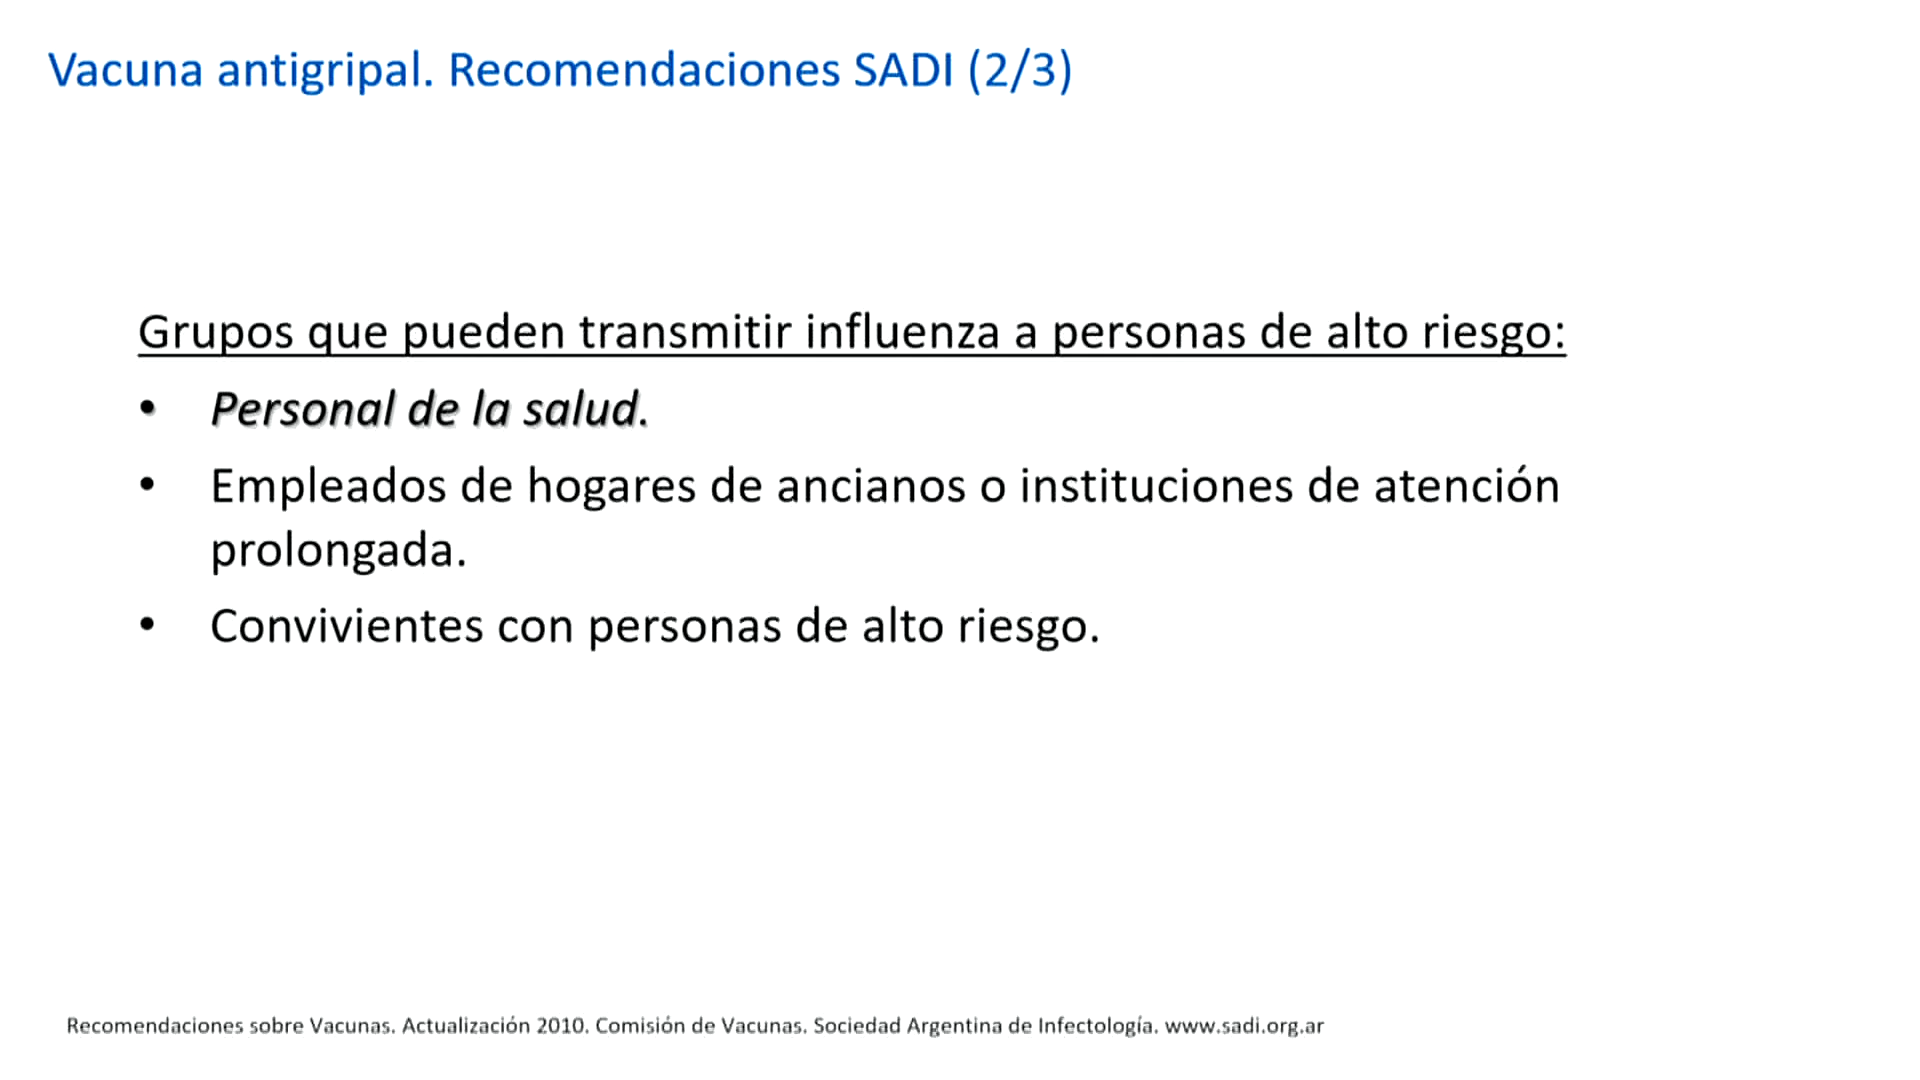 Vacuna antigripal. Recomendaciones SADI (2/3)
Grupos que pueden transmitir influenza a personas de alto riesgo:
• Personal de la salud.
• Empleados de hogares de ancianos o instituciones de atención
prolongada.
• Convivientes con personas de alto riesgo.
Recomendaciones sobre Vacunas. Actualización 2010. Comisión de Vacunas. Sociedad Argentina de Infectología. www.sadi.org.ar